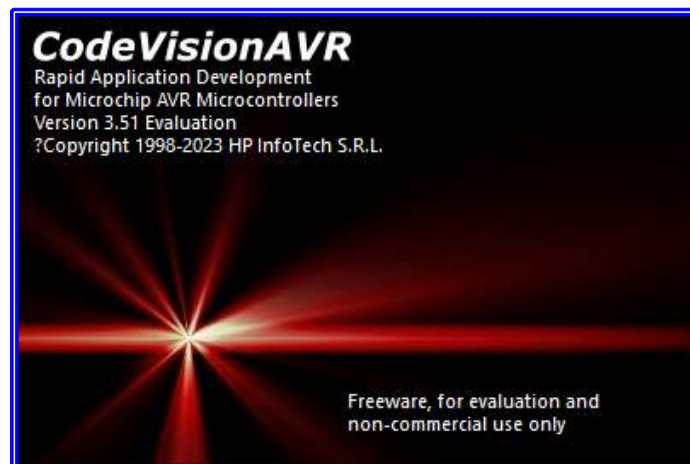 CodeVisionAVR
Rapid Application Development
for Microchip AVR Microcontrollers
Version 3.51 Evaluation
?Copyright 1998-2023 HP InfoTech S.R.L.
Freeware, for evaluation and
non-commercial use only